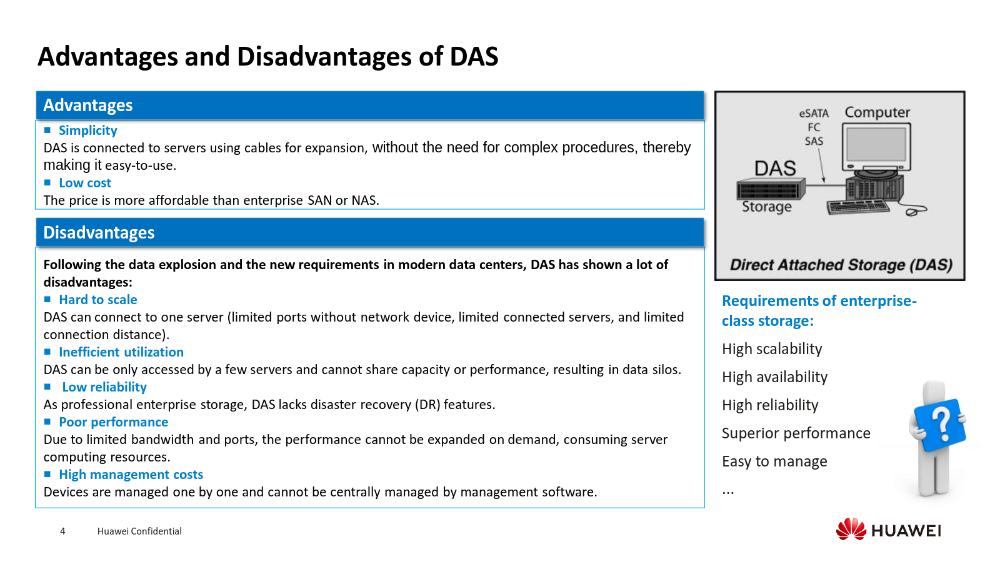 Advantages and Disadvantages of DAS
Advantages
■ Simplicity
DAS is connected to servers using cables for expansion, without the need for complex procedures, thereby
making it easy-to-use.
■ Low cost
The price is more affordable than enterprise SAN or NAS.
Disadvantages
Following the data explosion and the new requirements in modern data centers, DAS has shown a lot of
disadvantages:
■ Hard to scale
DAS can connect to one server (limited ports without network device, limited connected servers, and limited
connection distance).
■ Inefficient utilization
DAS can be only accessed by a few servers and cannot share capacity or performance, resulting in data silos.
■ Low reliability
As professional enterprise storage, DAS lacks disaster recovery (DR) features.
■ Poor performance
Due to limited bandwidth and ports, the performance cannot be expanded on demand, consuming server
computing resources.
■ High management costs
Devices are managed one by one and cannot be centrally managed by management software.
eSATA
FC
SAS
Computer
DAS
Storage
Direct Attached Storage (DAS)
Requirements of enterprise-
class storage:
High scalability
High availability
High reliability
Superior performance
Easy to manage
...
?
4
Huawei Confidential
HUAWEI